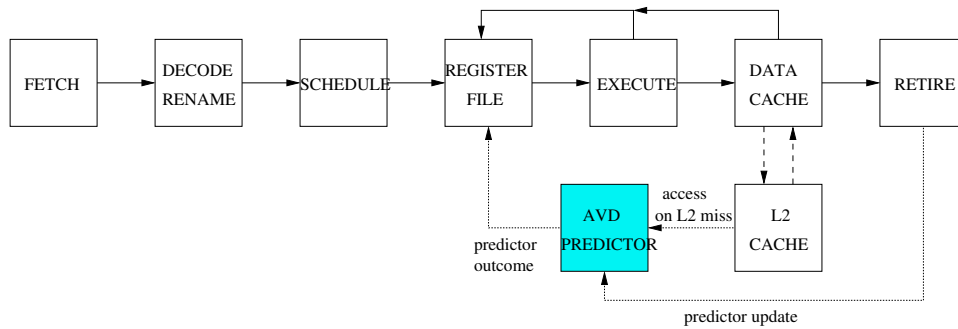 FETCH
DECODE
RENAME
SCHEDULE
REGISTER
FILE
EXECUTE
DATA
CACHE
RETIRE
AVD
PREDICTOR
access
on L2 miss
L2
CACHE
predictor
outcome
predictor update